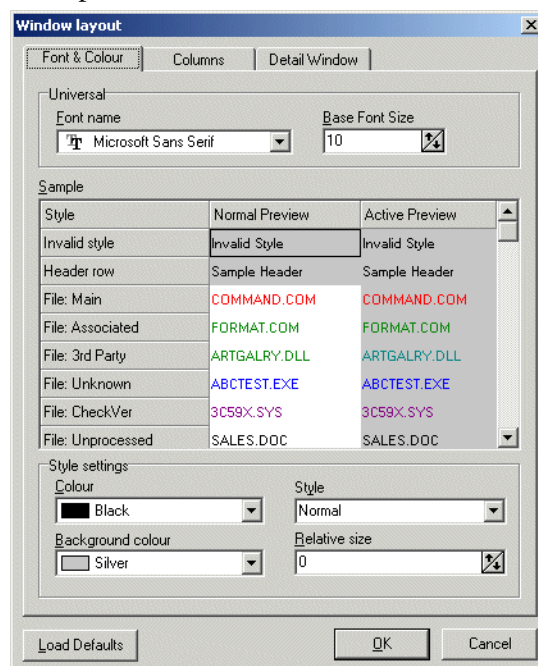 Window layout
Font & Colour Columns Detail Window
Universal
Font name Base Font Size
Microsoft Sans Serif 10
Sample
Style Normal Preview Active Preview
Invalid style Invalid Style Invalid Style
Header row Sample Header Sample Header
File: Main COMMAND.COM COMMAND.COM
File: Associated FORMAT.COM FORMAT.COM
File: 3rd Party ARTGALRY.DLL ARTGALRY.DLL
File: Unknown ABCTEST.EXE ABCTEST.EXE
File: CheckVer 3C59X.SYS 3C59X.SYS
File: Unprocessed SALES.DOC SALES.DOC
Style settings
Colour Style
Black Normal
Background colour Relative size
Silver 0
Load Defaults OK Cancel